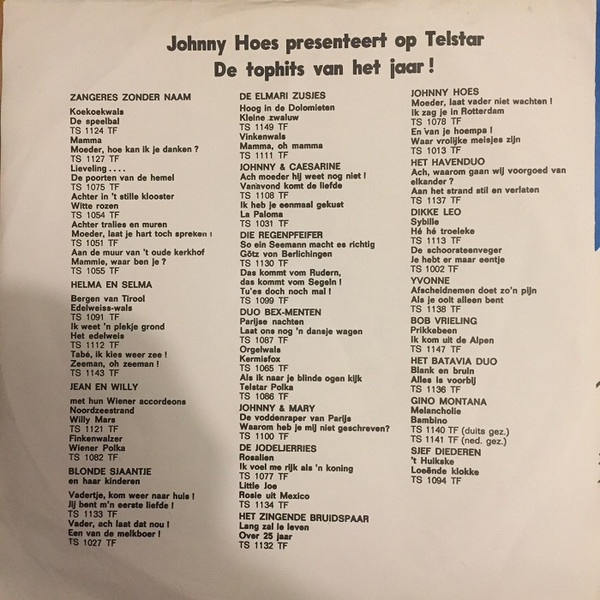 Johnny Hoes presenteert op Telstar
De tophits van het jaar !
ZANGERES ZONDER NAAM
Koekoekwals
De speelbal
TS 1124 TF
Mamma
Moeder, hoe kan ik je danken ?
TS 1127 TF
Lieveling . . . .
De poorten van de hemel
TS 1075 TF
Achter in 't stille klooster
Witte rozen
TS 1054 TF
Achter tralies en muren
Moeder, laat je hart toch spreken !
TS 1051 TF
Aan de muur van 't oude kerkhof
Mammie, waar ben je ?
TS 1055 TF
HELMA EN SELMA
Bergen van Tirool
Edelweiss-wals
TS 1091 TF
Ik weet 'n plekje grond
Het edelweis
TS 1112 TF
Tabé, ik kies weer zee !
Zeeman, oh zeeman !
TS 1143 TF
JEAN EN WILLY
met hun Wiener accordeons
Noordzeestrand
Willy Mars
TS 1121 TF
Finkenwalzer
Wiener Polka
TS 1082 TF
BLONDE SJAANTJE
en haar kinderen
Vadertje, kom weer naar huis !
Jij bent m'n eerste liefde !
TS 1133 TF
Vader, ach laat dat nou !
Een van de melkboer !
TS 1027 TF
DE ELMARI ZUSJES
Hoog in de Dolomieten
Kleine zwaluw
TS 1149 TF
Vinkenwals
Mamma, oh mamma
TS 1111 TF
JOHNNY & CAESARINE
Ach moeder hij weet nog niet !
Vanavond komt de liefde
TS 1108 TF
Ik heb je eenmaal gekust
La Paloma
TS 1031 TF
DIE REGENPFEIFER
So ein Seemann macht es richtig
Götz von Berlichingen
TS 1130 TF
Das kommt vom Rudern,
das kommt vom Segeln !
Tu'es doch noch mal !
TS 1099 TF
DUO BEX-MENTEN
Parijse nachten
Laat ons nog 'n dansje wagen
TS 1087 TF
Orgelwals
Kermisfox
TS 1065 TF
Als ik naar je blinde ogen kijk
Telstar Polka
TS 1086 TF
JOHNNY & MARY
De voddenraper van Parijs
Waarom heb je mij niet geschreven?
TS 1100 TF
DE JODELJERRIES
Rosalien
Ik voel me rijk als 'n koning
TS 1077 TF
Little Joe
Rosie uit Mexico
TS 1134 TF
HET ZINGENDE BRUIDSPAAR
Lang zal ie leven
Over 25 jaar
TS 1132 TF
JOHNNY HOES
Moeder, laat vader niet wachten !
Ik zag je in Rotterdam
TS 1078 TF
En van je hoempa !
Waar vrolijke meisjes zijn
TS 1013 TF
HET HAVENDUO
Ach, waarom gaan wij voorgoed van
elkander ?
Aan het strand stil en verlaten
TS 1137 TF
DIKKE LEO
Sybille
Hé hé troeleke
TS 1113 TF
De schoorsteenveger
Je hebt er maar eentje
TS 1002 TF
YVONNE
Afscheidnemen doet zo'n pijn
Als je ooit alleen bent
TS 1138 TF
BOB VRIELING
Prikkebeen
Ik kom uit de Alpen
TS 1147 TF
HET BATAVIA DUO
Blank en bruin
Alles is voorbij
TS 1136 TF
GINO MONTANA
Melancholie
Bambino
TS 1140 TF (duits gez.)
TS 1141 TF (ned. gez.)
SJEF DIEDEREN
't Huikske
Loeënde klokke
TS 1094 TF